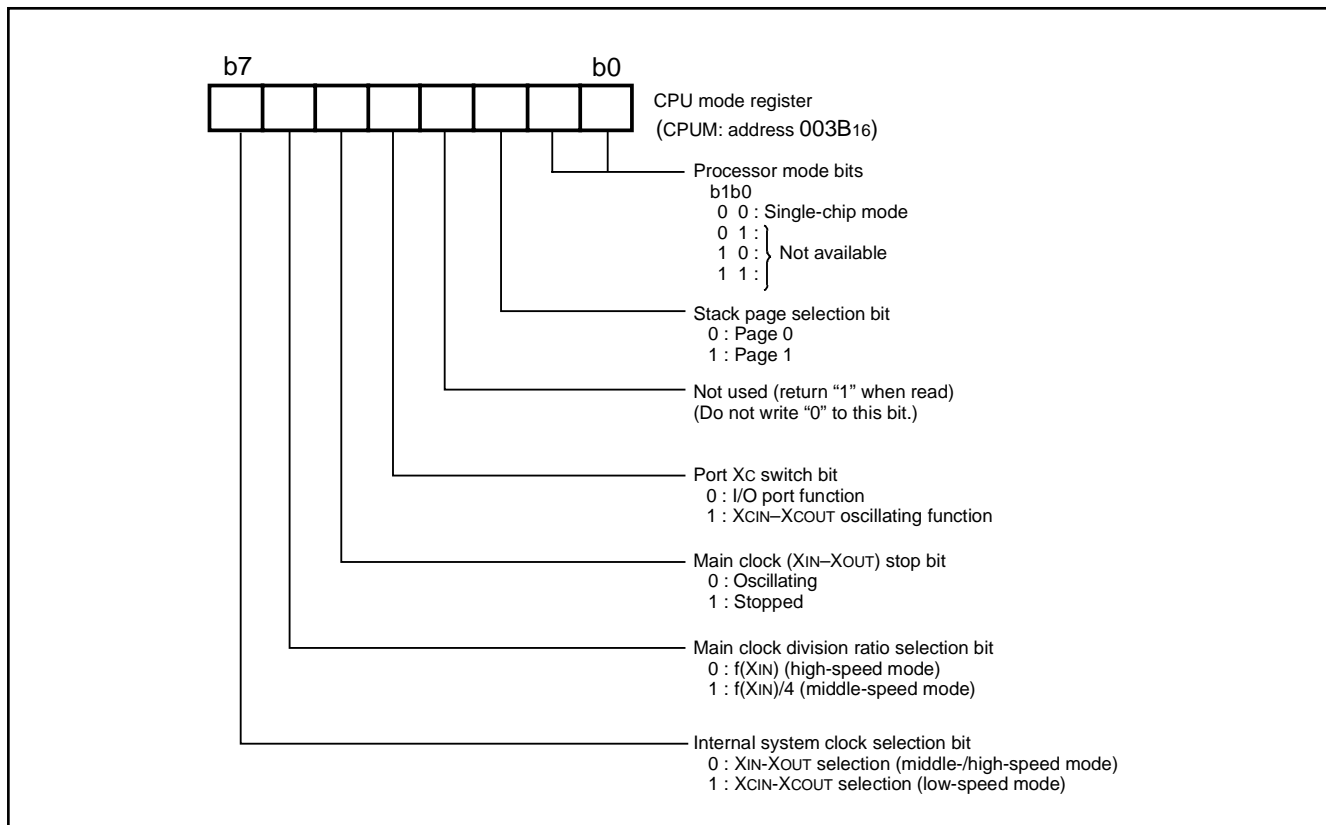 b7 b0
CPU mode register
(CPUM: address 003B16)
Processor mode bits
b1b0
0 0 : Single-chip mode
0 1 :
1 0 : Not available
1 1 :
Stack page selection bit
0 : Page 0
1 : Page 1
Not used (return “1” when read)
(Do not write “0” to this bit.)
Port XC switch bit
0 : I/O port function
1 : XCIN–XCOUT oscillating function
Main clock (XIN–XOUT) stop bit
0 : Oscillating
1 : Stopped
Main clock division ratio selection bit
0 : f(XIN) (high-speed mode)
1 : f(XIN)/4 (middle-speed mode)
Internal system clock selection bit
0 : XIN-XOUT selection (middle-/high-speed mode)
1 : XCIN-XCOUT selection (low-speed mode)